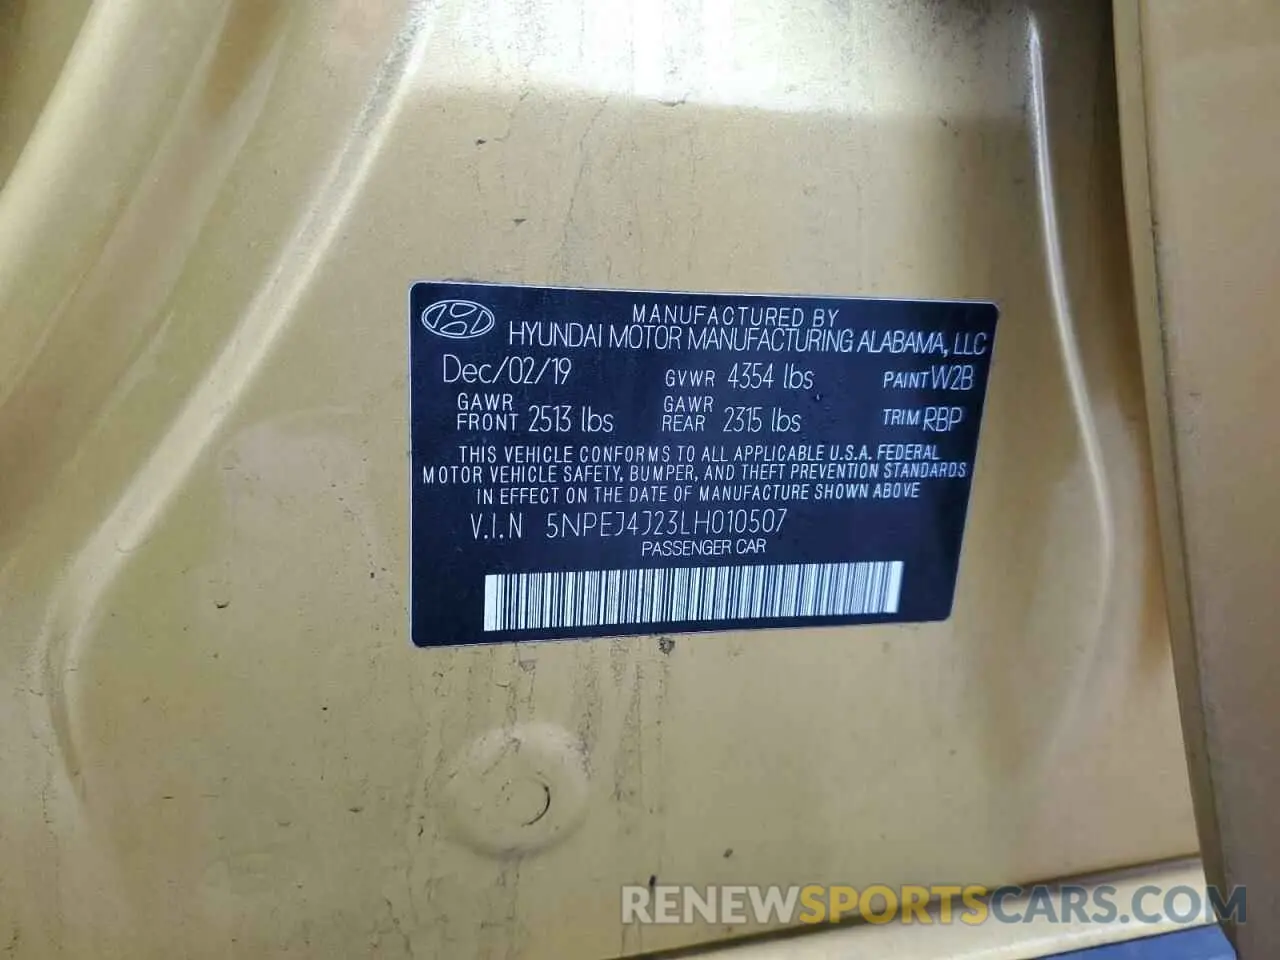 MANUFACTURED BY
HYUNDAI MOTOR MANUFACTURING ALABAMA, LLC
Dec/02/19 GVWR 4354 lbs PAINT W2B
GAWR FRONT 2513 lbs GAWR REAR 2315 lbs TRIM RBP
THIS VEHICLE CONFORMS TO ALL APPLICABLE U.S.A. FEDERAL
MOTOR VEHICLE SAFETY, BUMPER, AND THEFT PREVENTION STANDARDS
IN EFFECT ON THE DATE OF MANUFACTURE SHOWN ABOVE
V.I.N 5NPEJ4J23LH010507
PASSENGER CAR
RENEWSPORTSCARS.COM